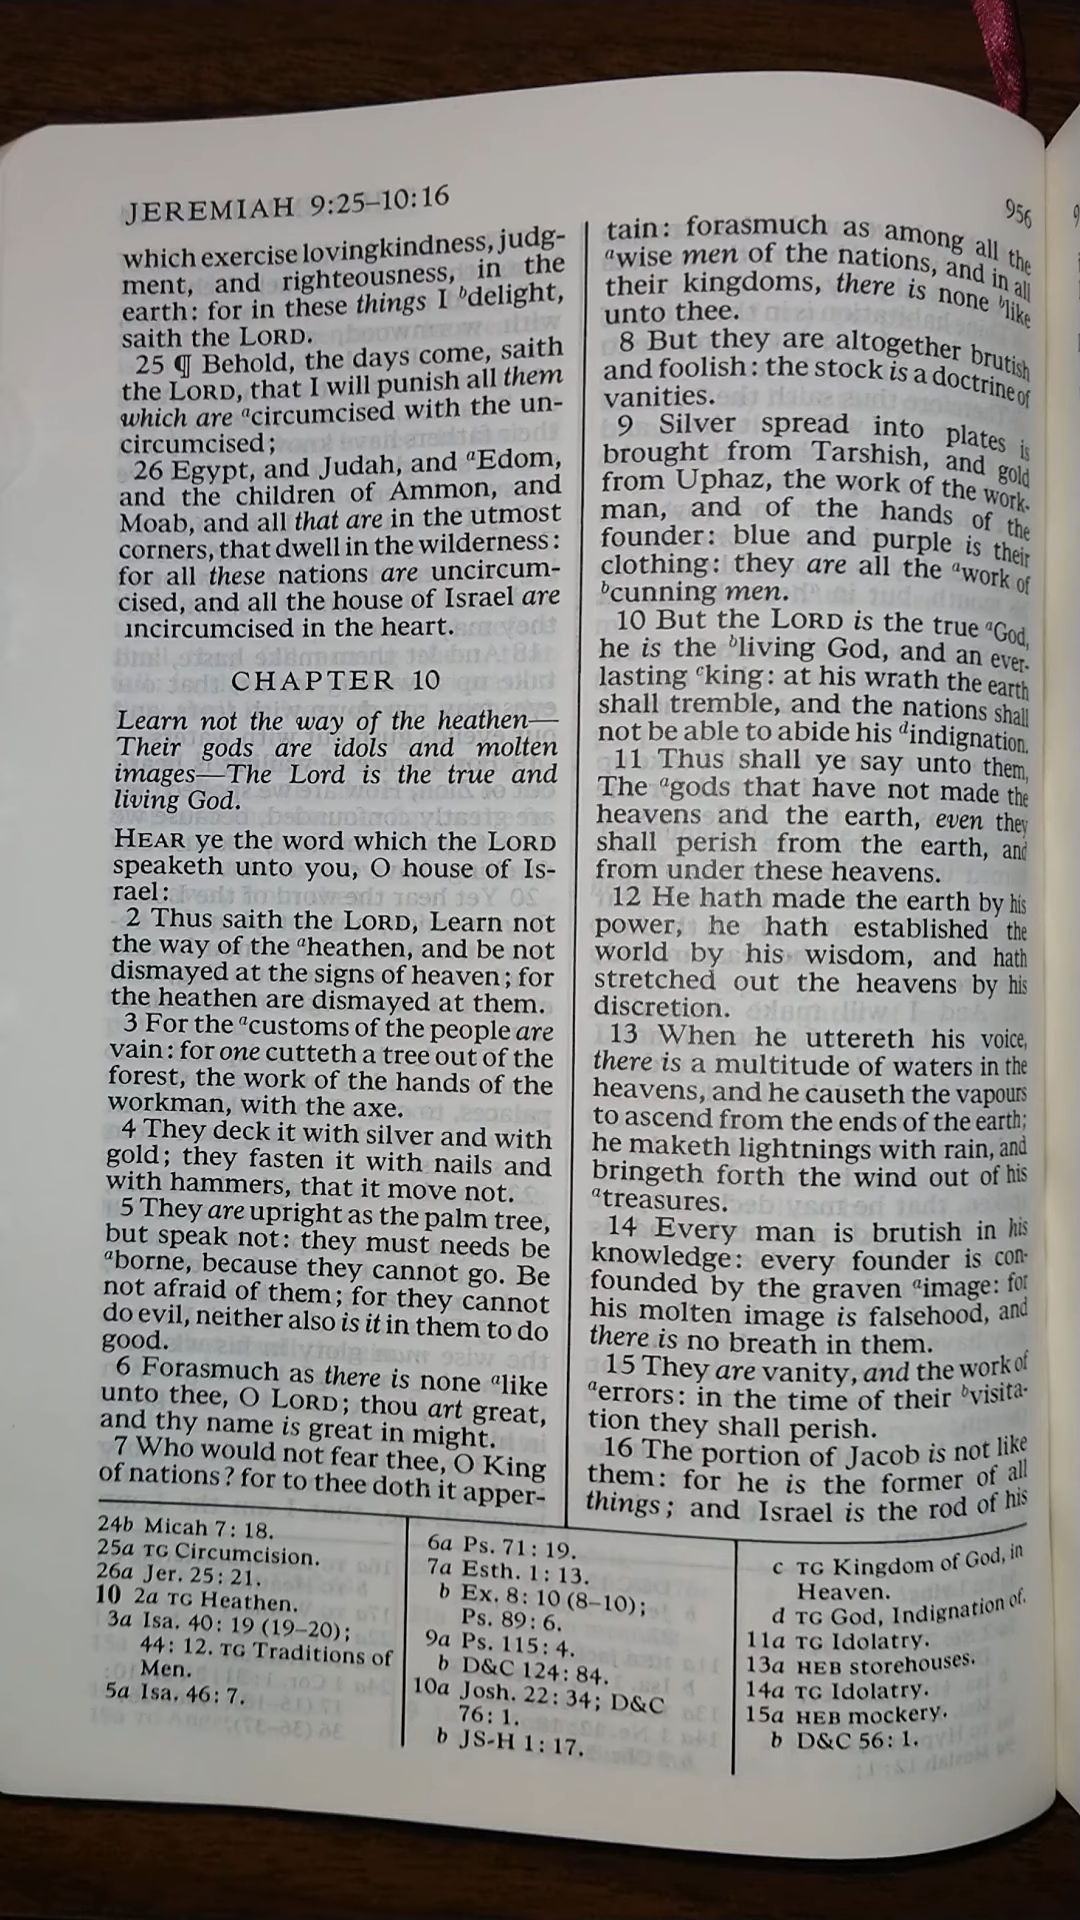 JEREMIAH 9:25–10:16
956
which exercise lovingkindness, judg-
ment, and righteousness, in the
earth: for in these things I bdelight,
saith the LORD.
25 ¶ Behold, the days come, saith
the LORD, that I will punish all them
which are acircumcised with the un-
circumcised;
26 Egypt, and Judah, and aEdom,
and the children of Ammon, and
Moab, and all that are in the utmost
corners, that dwell in the wilderness:
for all these nations are uncircum-
cised, and all the house of Israel are
uncircumcised in the heart.
CHAPTER 10
Learn not the way of the heathen—
Their gods are idols and molten
images—The Lord is the true and
living God.
HEAR ye the word which the LORD
speaketh unto you, O house of Is-
rael:
2 Thus saith the LORD, Learn not
the way of the aheathen, and be not
dismayed at the signs of heaven; for
the heathen are dismayed at them.
3 For the acustoms of the people are
vain: for one cutteth a tree out of the
forest, the work of the hands of the
workman, with the axe.
4 They deck it with silver and with
gold; they fasten it with nails and
with hammers, that it move not.
5 They are upright as the palm tree,
but speak not: they must needs be
aborne, because they cannot go. Be
not afraid of them; for they cannot
do evil, neither also is it in them to do
good.
6 Forasmuch as there is none alike
unto thee, O LORD; thou art great,
and thy name is great in might.
7 Who would not fear thee, O King
of nations? for to thee doth it apper-
tain: forasmuch as among all the
awise men of the nations, and in all
their kingdoms, there is none blike
unto thee.
8 But they are altogether brutish
and foolish: the stock is a doctrine of
vanities.
9 Silver spread into plates is
brought from Tarshish, and gold
from Uphaz, the work of the work-
man, and of the hands of the
founder: blue and purple is their
clothing: they are all the awork of
bcunning men.
10 But the LORD is the true aGod,
he is the bliving God, and an ever-
lasting cking: at his wrath the earth
shall tremble, and the nations shall
not be able to abide his dindignation.
11 Thus shall ye say unto them,
The agods that have not made the
heavens and the earth, even they
shall perish from the earth, and
from under these heavens.
12 He hath made the earth by his
power, he hath established the
world by his wisdom, and hath
stretched out the heavens by his
discretion.
13 When he uttereth his voice,
there is a multitude of waters in the
heavens, and he causeth the vapours
to ascend from the ends of the earth;
he maketh lightnings with rain, and
bringeth forth the wind out of his
atreasures.
14 Every man is brutish in his
knowledge: every founder is con-
founded by the graven aimage: for
his molten image is falsehood, and
there is no breath in them.
15 They are vanity, and the work of
aerrors: in the time of their bvisita-
tion they shall perish.
16 The portion of Jacob is not like
them: for he is the former of all
things; and Israel is the rod of his
24b Micah 7: 18.
25a TG Circumcision.
26a Jer. 25: 21.
10 2a TG Heathen.
3a Isa. 40: 19 (19–20);
44: 12. TG Traditions of
Men.
5a Isa. 46: 7.
6a Ps. 71: 19.
7a Esth. 1: 13.
b Ex. 8: 10 (8–10);
Ps. 89: 6.
9a Ps. 115: 4.
b D&C 124: 84.
10a Josh. 22: 34; D&C
76: 1.
b JS-H 1: 17.
c TG Kingdom of God, in
Heaven.
d TG God, Indignation of.
11a TG Idolatry.
13a HEB storehouses.
14a TG Idolatry.
15a HEB mockery.
b D&C 56: 1.